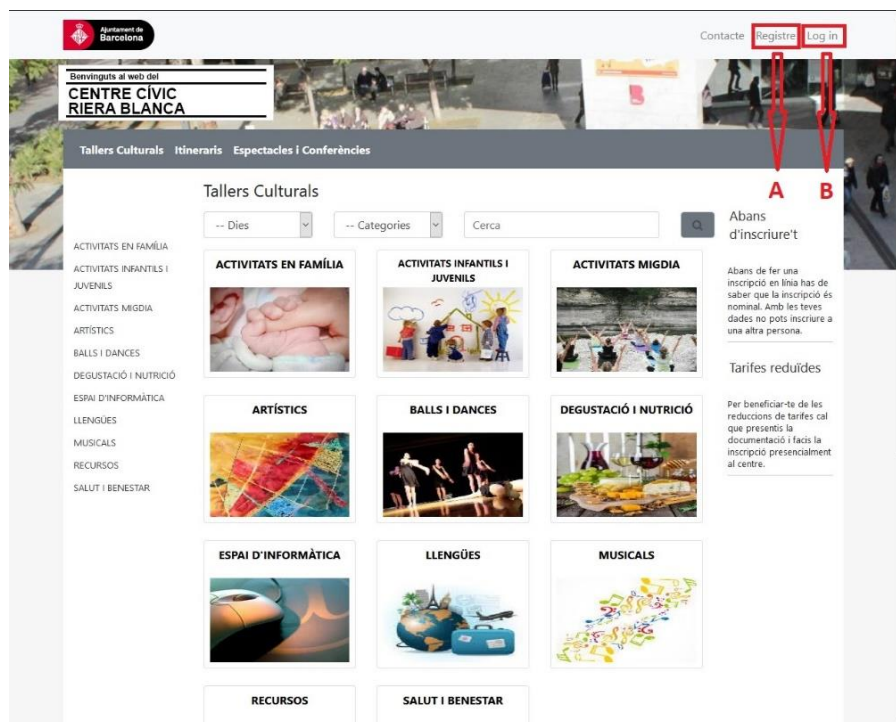 Ajuntament de
Barcelona
Contacte Registre Log in
Benvinguts al web del
CENTRE CÍVIC
RIERA BLANCA
Tallers Culturals Itineraris Espectacles i Conferències
A B
Tallers Culturals
-- Dies -- Categories Cerca
ACTIVITATS EN FAMÍLIA
ACTIVITATS INFANTILS I
JUVENILS
ACTIVITATS MIGDIA
ARTÍSTICS
BALLS I DANCES
DEGUSTACIÓ I NUTRICIÓ
ESPAI D'INFORMÀTICA
LLENGÜES
MUSICALS
RECURSOS
SALUT I BENESTAR
ACTIVITATS EN FAMÍLIA
ACTIVITATS INFANTILS I
JUVENILS
ACTIVITATS MIGDIA
ARTÍSTICS
BALLS I DANCES
DEGUSTACIÓ I NUTRICIÓ
ESPAI D'INFORMÀTICA
LLENGÜES
MUSICALS
RECURSOS
SALUT I BENESTAR
Abans
d'inscriure't
Abans de fer una
inscripció en línia has de
saber que la inscripció és
nominal. Amb les teves
dades no pots inscriure a
una altra persona.
Tarifes reduïdes
Per beneficiar-te de les
reduccions de tarifes cal
que presentis la
documentació i facis la
inscripció presencialment
al centre.